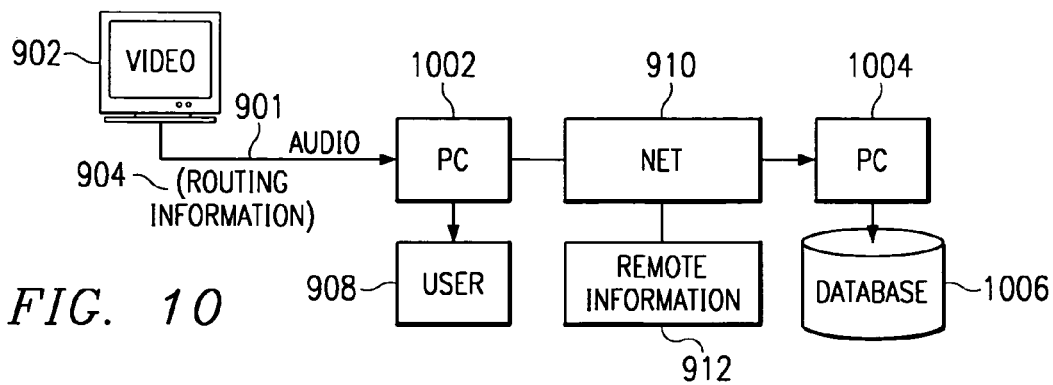 902
VIDEO
901
AUDIO
904
(ROUTING
INFORMATION)
1002
PC
910
NET
1004
PC
908
USER
REMOTE
INFORMATION
912
DATABASE
1006
FIG. 10